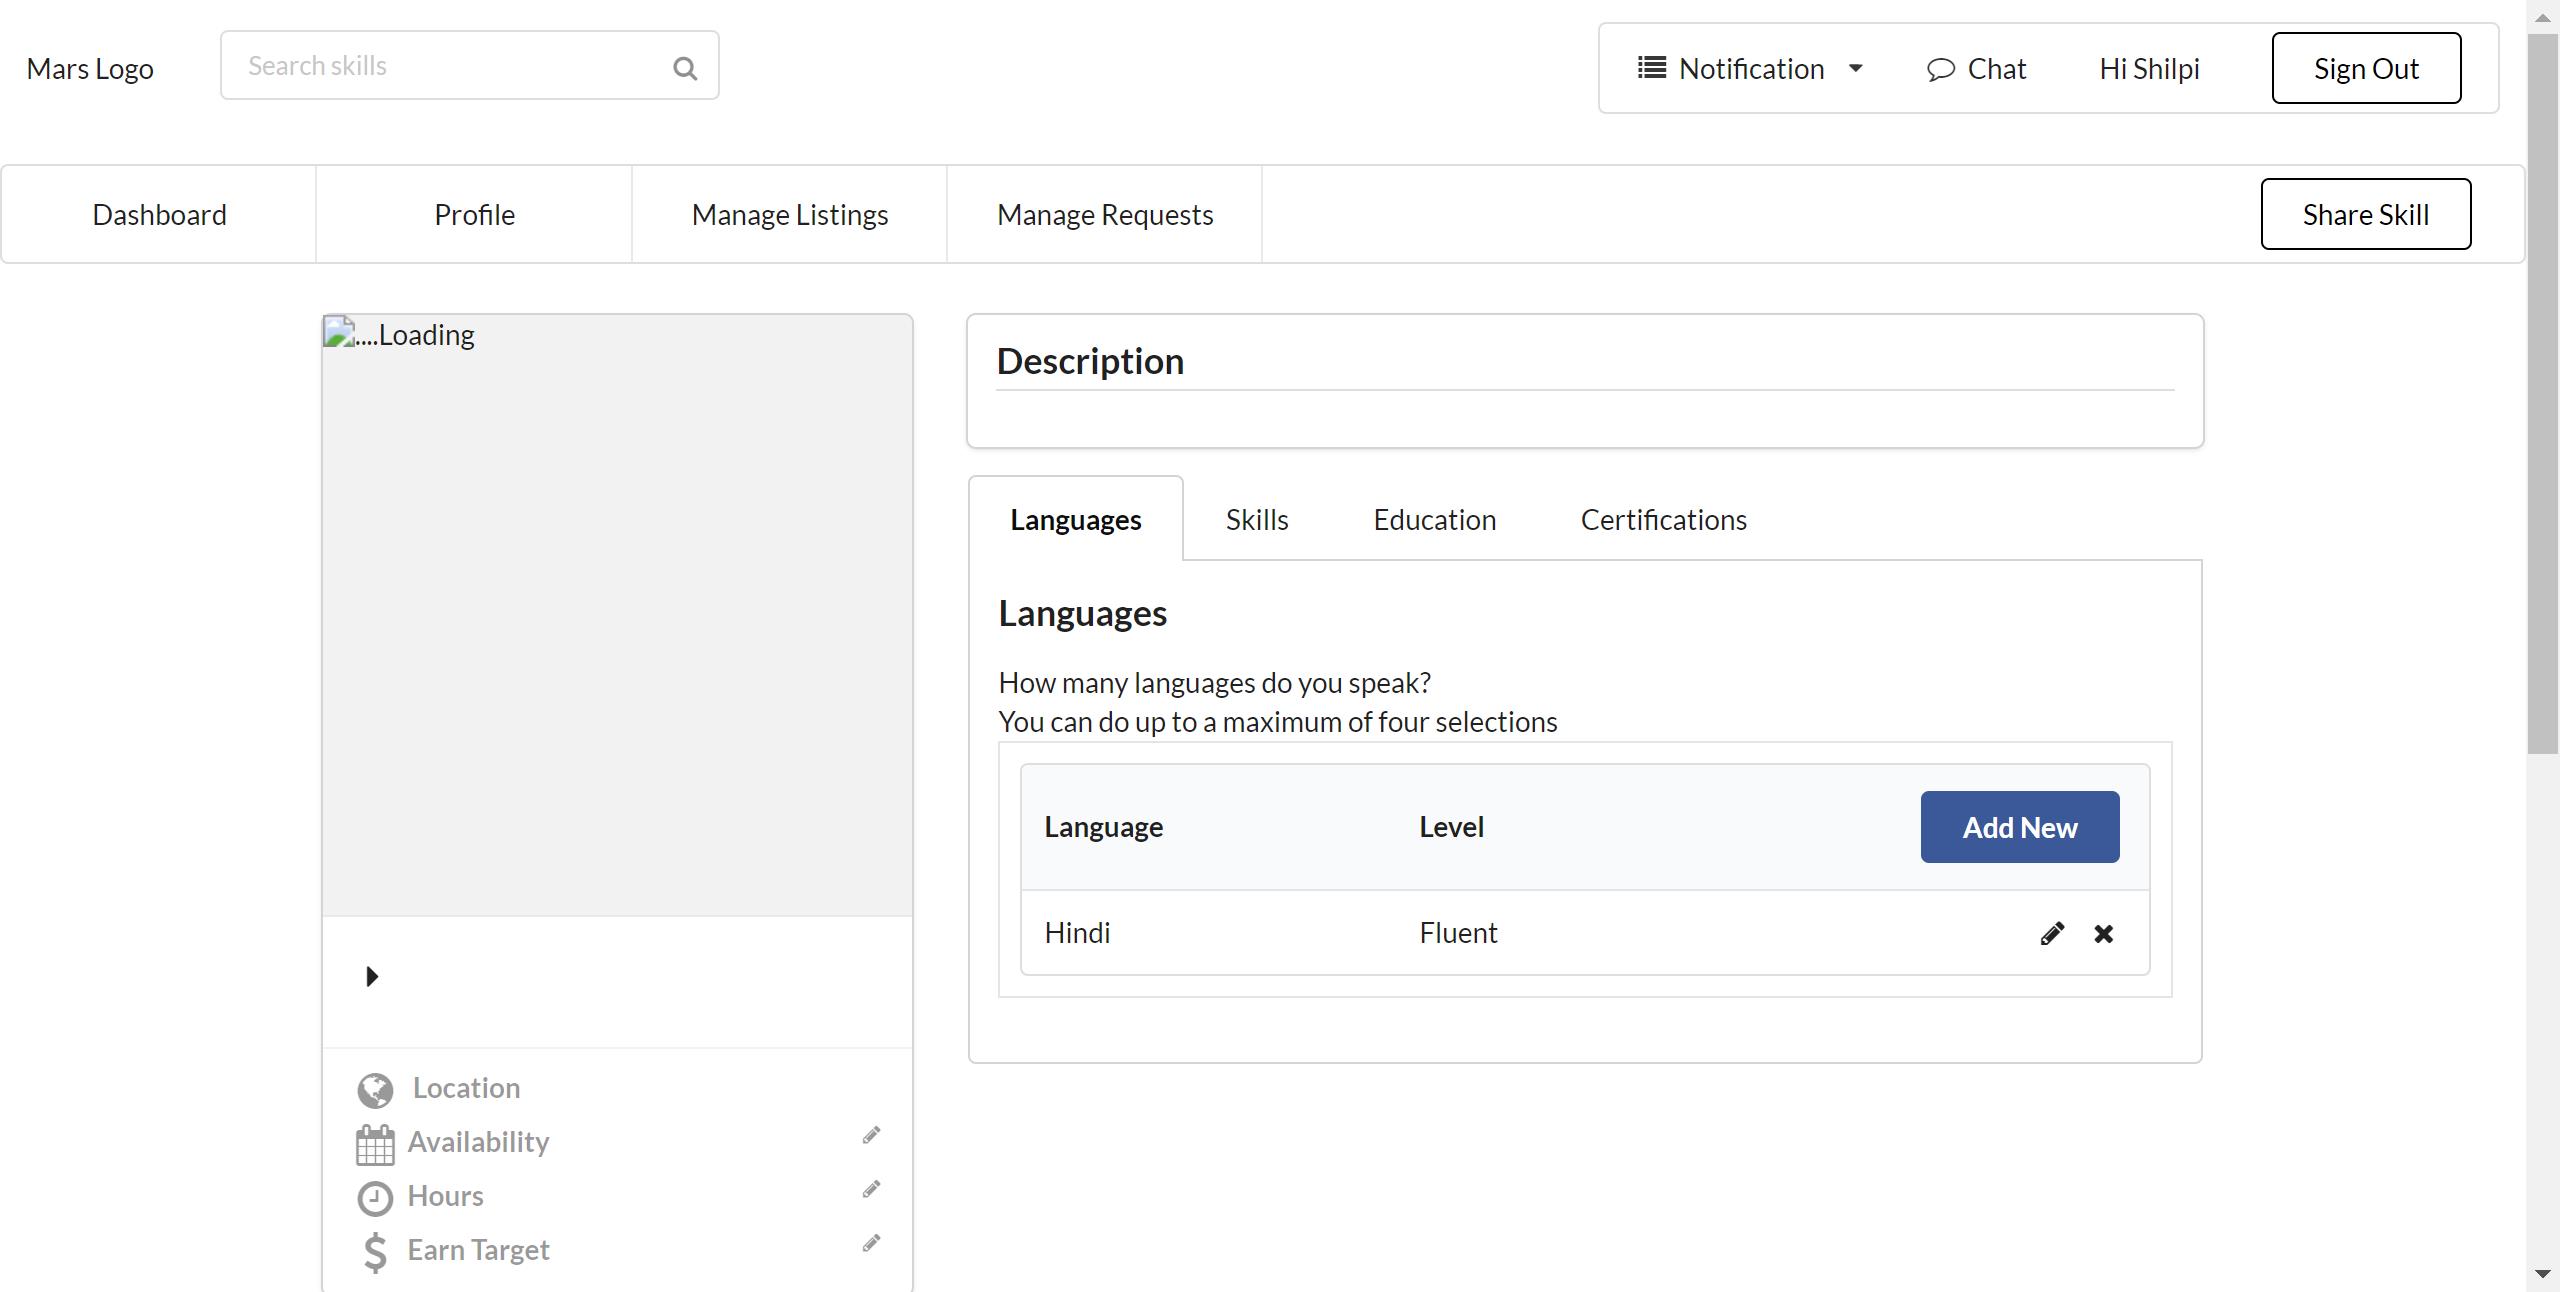 Mars Logo
Search skills
Notification
Chat
Hi Shilpi
Sign Out
Dashboard
Profile
Manage Listings
Manage Requests
Share Skill
....Loading
Location
Availability
Hours
Earn Target
Description
Languages
Skills
Education
Certifications
Languages
How many languages do you speak?
You can do up to a maximum of four selections
Language
Level
Add New
Hindi
Fluent